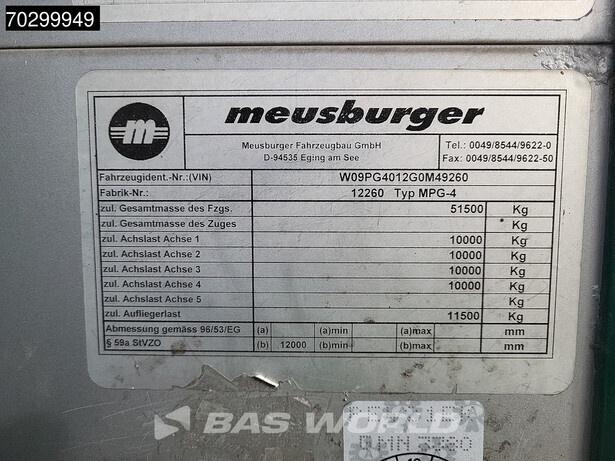 70299949
m
meusburger
Meusburger Fahrzeugbau GmbH
D-94535 Eging am See
Tel.: 0049/8544/9622-0
Fax: 0049/8544/9622-50
Fahrzeugident.-Nr.:(VIN) W09PG4012G0M49260
Fabrik-Nr.: 12260 Typ MPG-4
zul. Gesamtmasse des Fzgs. 51500 Kg
zul. Gesamtmasse des Zuges Kg
zul. Achslast Achse 1 10000 Kg
zul. Achslast Achse 2 10000 Kg
zul. Achslast Achse 3 10000 Kg
zul. Achslast Achse 4 10000 Kg
zul. Achslast Achse 5 Kg
zul. Aufliegerlast 11500 Kg
Abmessung gemäss 96/53/EG (a) (a)min (a)max mm
§ 59a StVZO (b) 12000 (b)min (b)max mm
BAS WORLD